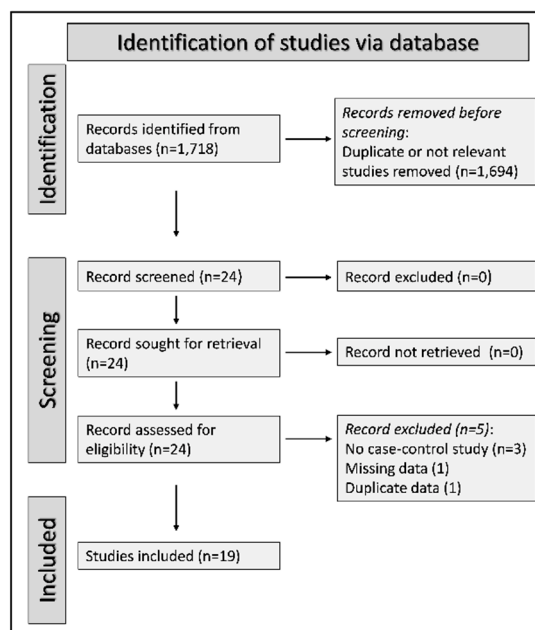 Identification of studies via database
Identification
Records identified from
databases (n=1,718)
Records removed before
screening:
Duplicate or not relevant
studies removed (n=1,694)
Screening
Record screened (n=24)
Record excluded (n=0)
Record sought for retrieval
(n=24)
Record not retrieved (n=0)
Record assessed for
eligibility (n=24)
Record excluded (n=5):
No case-control study (n=3)
Missing data (1)
Duplicate data (1)
Included
Studies included (n=19)